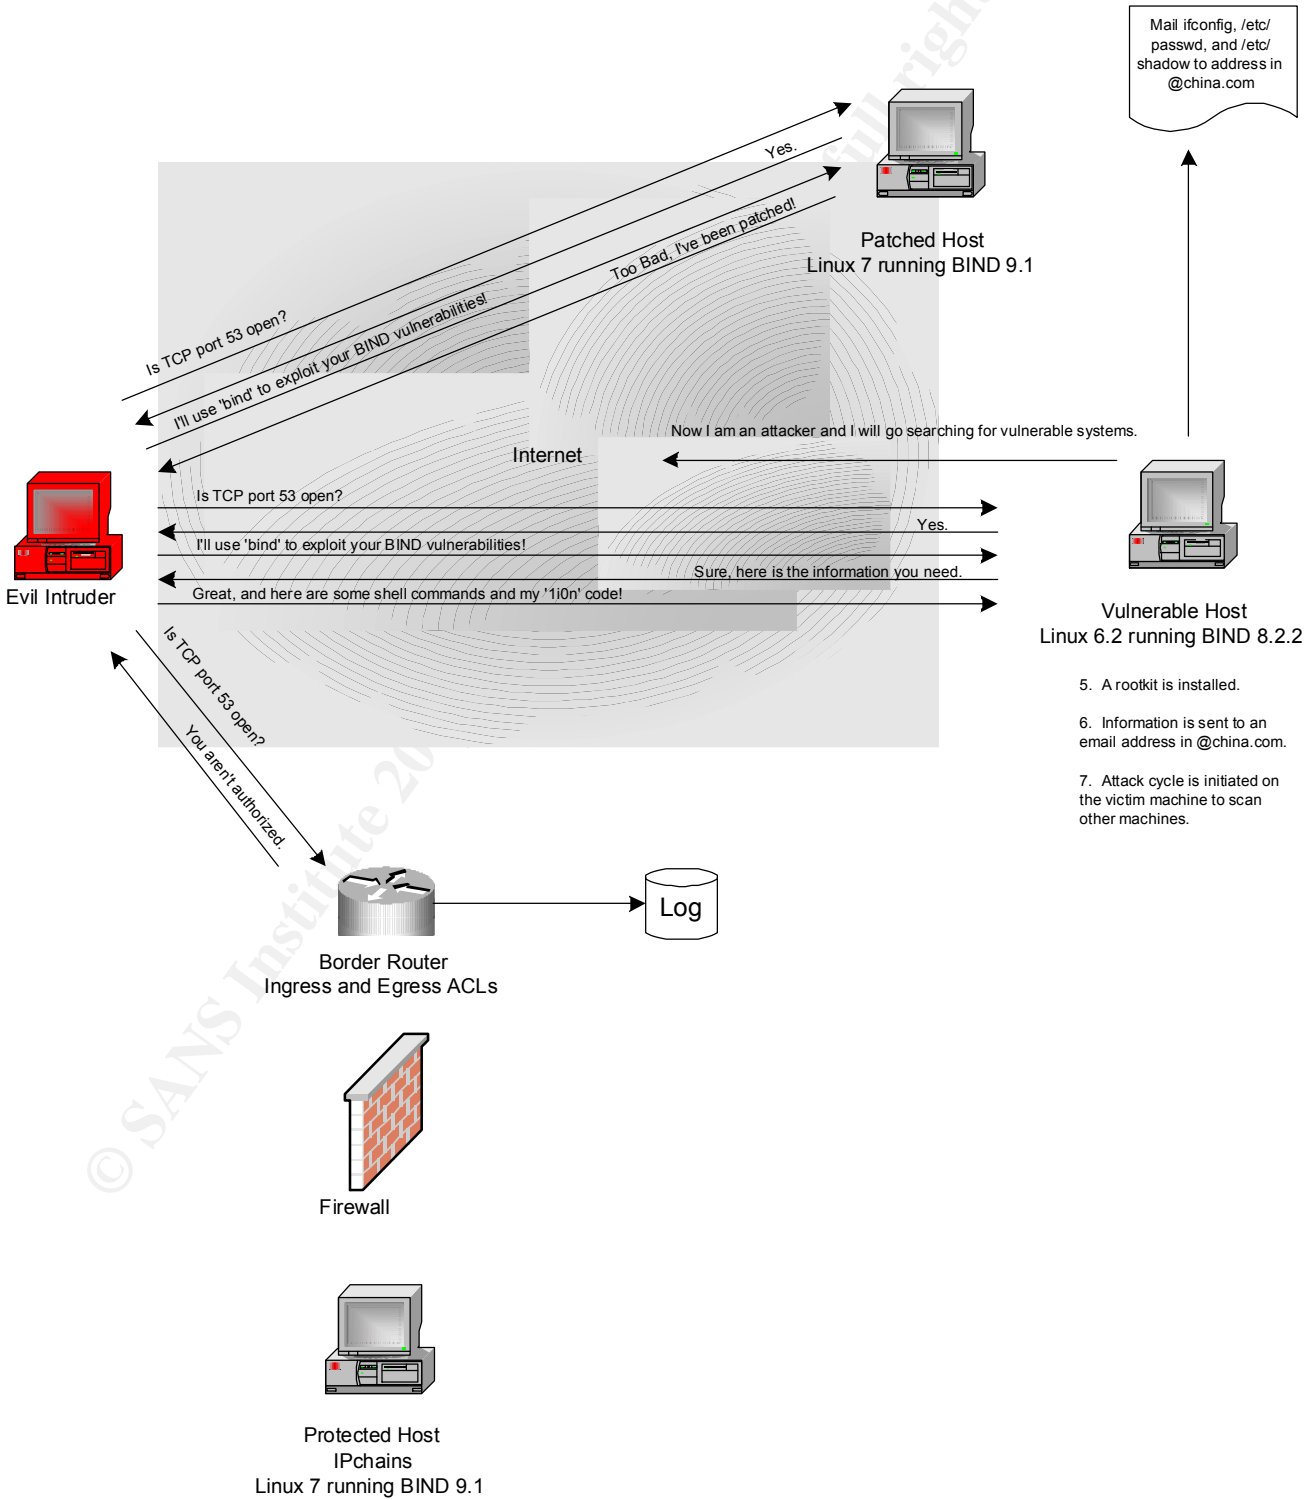 Mail ifconfig, /etc/
passwd, and /etc/
shadow to address in
@china.com
Yes.
Patched Host
Linux 7 running BIND 9.1
Too Bad, I've been patched!
Is TCP port 53 open?
I'll use 'bind' to exploit your BIND vulnerabilities!
Internet
Now I am an attacker and I will go searching for vulnerable systems.
Is TCP port 53 open?
Yes.
I'll use 'bind' to exploit your BIND vulnerabilities!
Sure, here is the information you need.
Great, and here are some shell commands and my '1i0n' code!
Evil Intruder
Vulnerable Host
Linux 6.2 running BIND 8.2.2
5. A rootkit is installed.
6. Information is sent to an
email address in @china.com.
7. Attack cycle is initiated on
the victim machine to scan
other machines.
Is TCP port 53 open?
You aren't authorized.
Log
Border Router
Ingress and Egress ACLs
Firewall
Protected Host
IPchains
Linux 7 running BIND 9.1
© SANS Institute 20
full righ